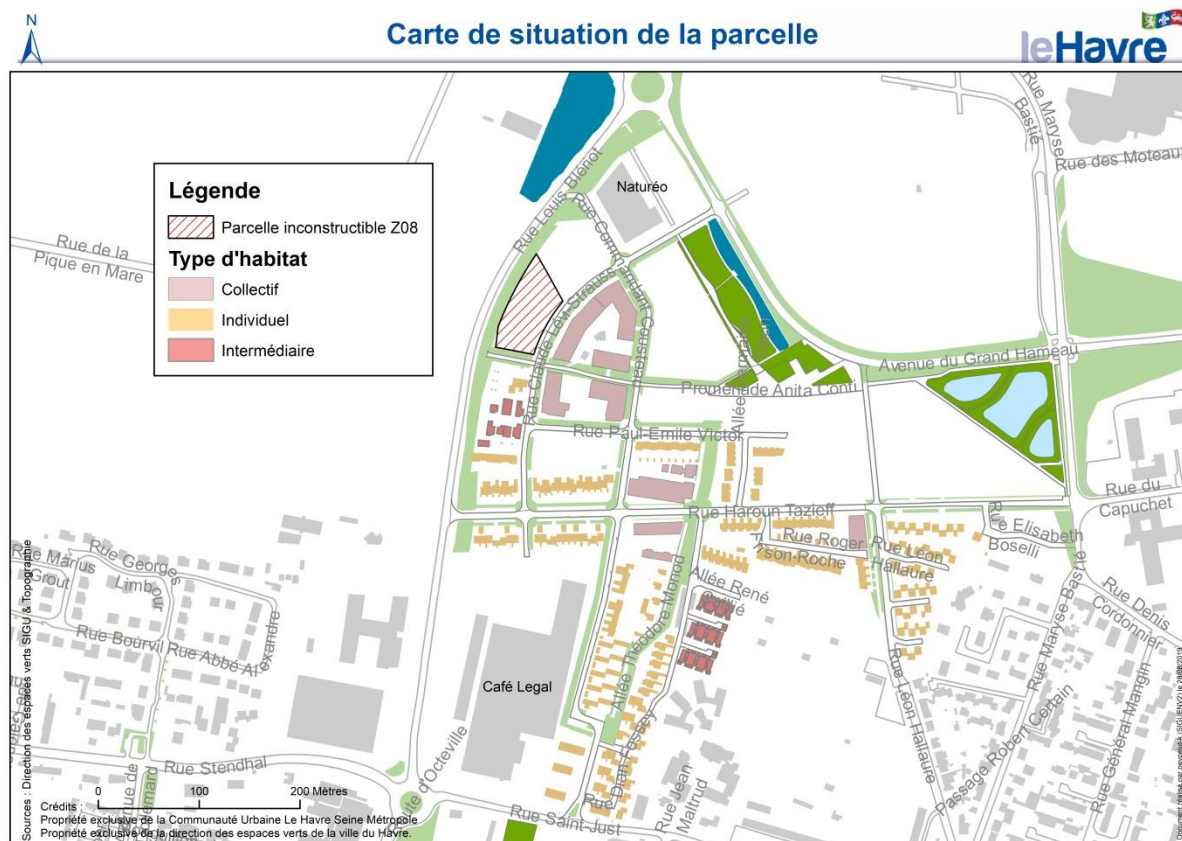 N
Carte de situation de la parcelle
leHavre
Légende
Parcelle inconstructible Z08
Type d'habitat
Collectif
Individuel
Intermédiaire
Rue de la
Pique en Mare
Rue Louis Blériot
Naturéo
Rue Commandant Cousteau
Rue Claude Lévi-Strauss
Rue Maryse
Bastié
Rue des Moteaux
Avenue du Grand Hameau
Promenade Anita Conti
Allée
Rue Paul-Emile Victor
Rue Haroun Tazieff
Rue Roger
Frison-Roche
Rue Léon
Hallaure
Rue Elisabeth
Boselli
Rue du
Capuchet
Allée René
Allée Théodore Monod
Rue Dian Fossey
Café Legal
Rue Marius
Grout
Rue Georges
Limbour
Rue Bourvil
Rue Abbé Alexandre
Rue Stendhal
Rue Saint-Just
Rue Jean
Maltrud
Rue Léon Hallaure
Passage Robert Certain
Rue Maryse Bastié
Rue Denis
Cordonnier
Rue Général Mangin
0 100 200 Mètres
Crédits :
Propriété exclusive de la Communauté Urbaine Le Havre Seine Métropole
Propriété exclusive de la direction des espaces verts de la ville du Havre.
Sources : Direction des espaces verts SIGU & Topographie